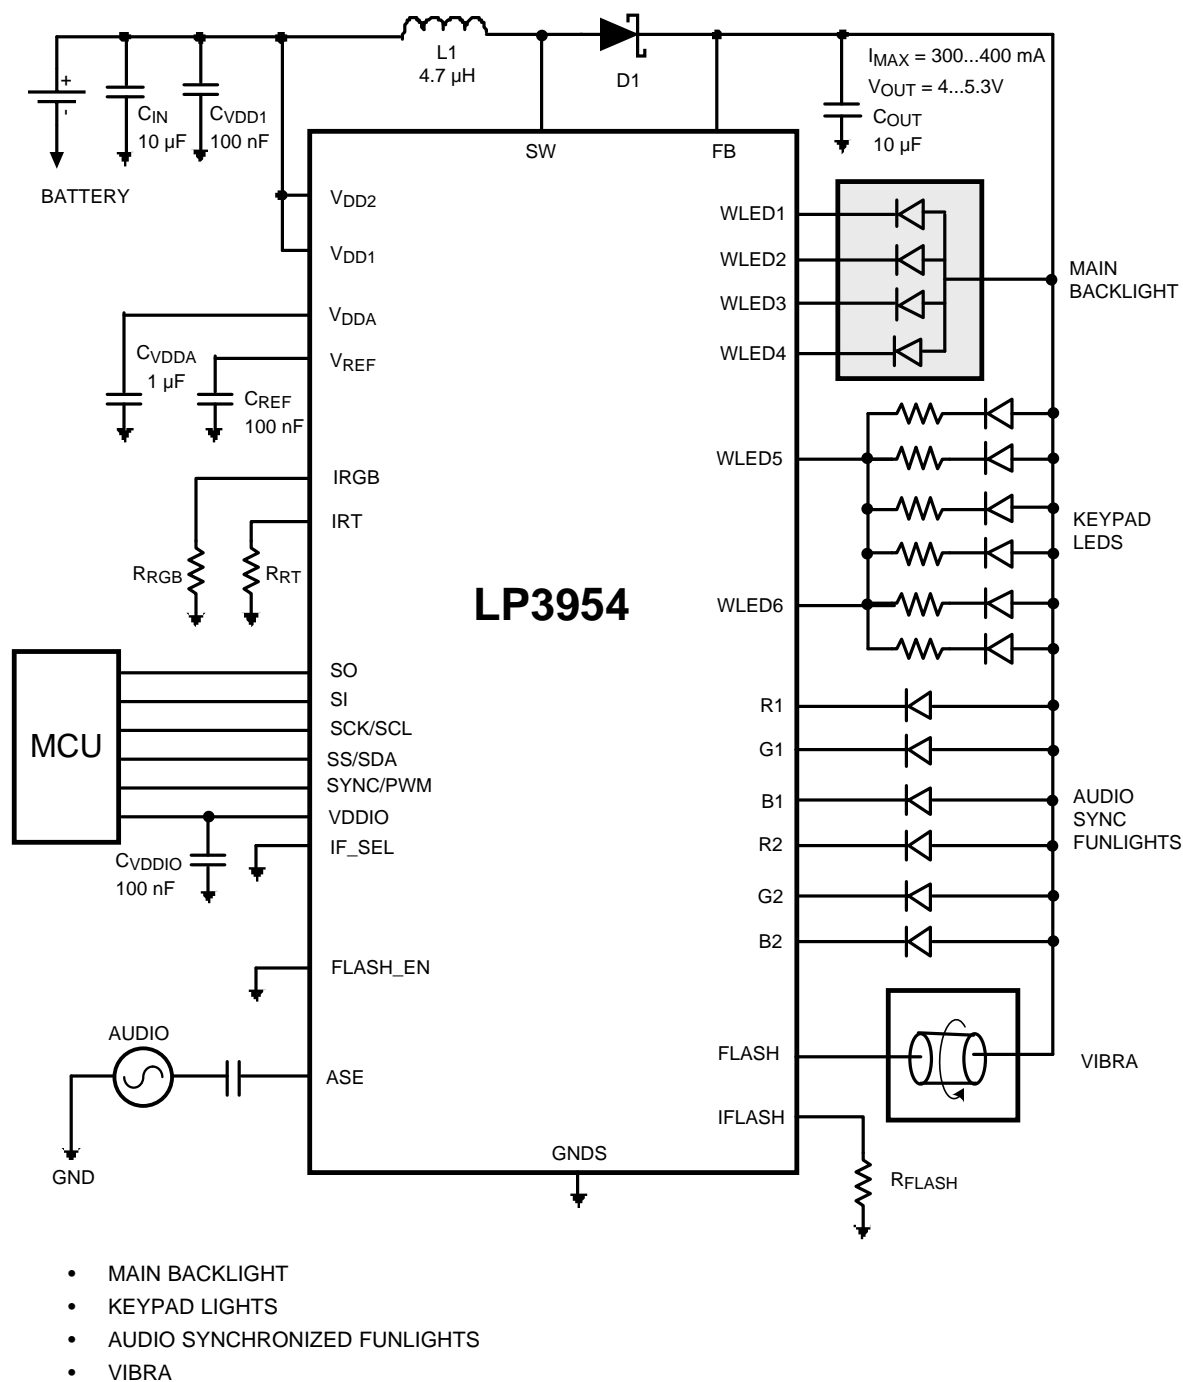 L1
4.7 µH
D1
IMAX = 300...400 mA
VOUT = 4...5.3V
COUT
10 µF
+
-
CIN
10 µF
CVDD1
100 nF
BATTERY
SW
FB
VDD2
VDD1
VDDA
VREF
CVDDA
1 µF
CREF
100 nF
WLED1
WLED2
WLED3
WLED4
MAIN
BACKLIGHT
IRGB
IRT
RRGB
RRT
WLED5
WLED6
KEYPAD
LEDS
LP3954
MCU
SO
SI
SCK/SCL
SS/SDA
SYNC/PWM
VDDIO
IF_SEL
CVDDIO
100 nF
R1
G1
B1
R2
G2
B2
AUDIO
SYNC
FUNLIGHTS
FLASH_EN
AUDIO
ASE
GND
FLASH
IFLASH
VIBRA
GNDS
RFLASH
• MAIN BACKLIGHT
• KEYPAD LIGHTS
• AUDIO SYNCHRONIZED FUNLIGHTS
• VIBRA